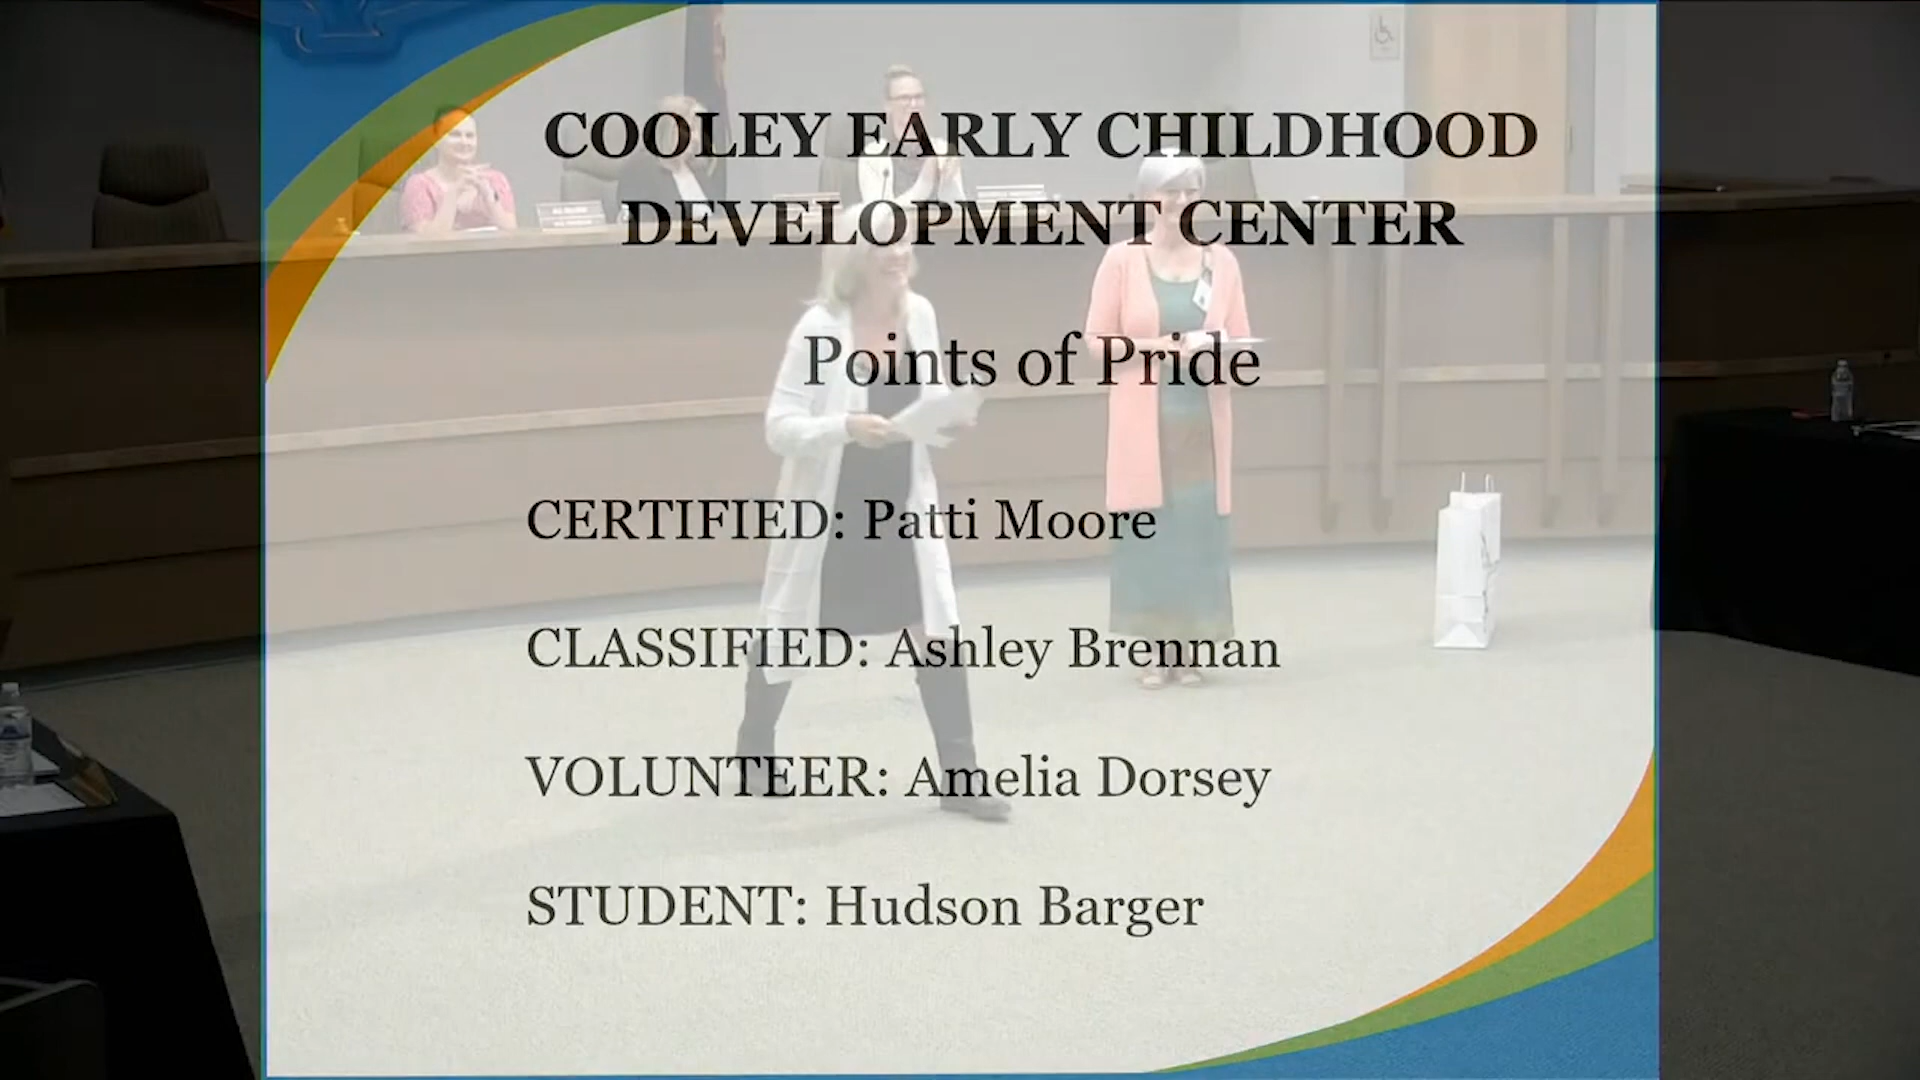 COOLEY EARLY CHILDHOOD
DEVELOPMENT CENTER
Points of Pride
CERTIFIED: Patti Moore
CLASSIFIED: Ashley Brennan
VOLUNTEER: Amelia Dorsey
STUDENT: Hudson Barger